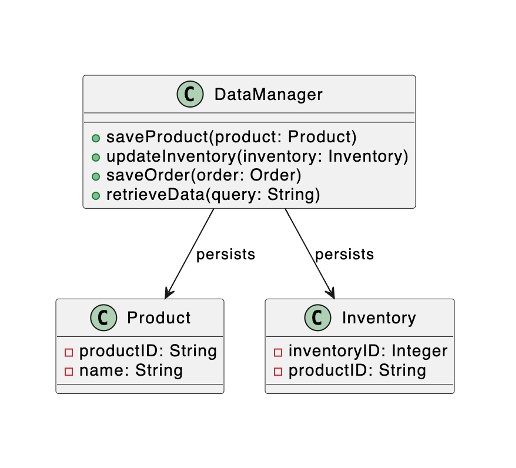 C DataManager
saveProduct(product: Product)
updateInventory(inventory: Inventory)
saveOrder(order: Order)
retrieveData(query: String)
persists
persists
C Product
productID: String
name: String
C Inventory
inventoryID: Integer
productID: String